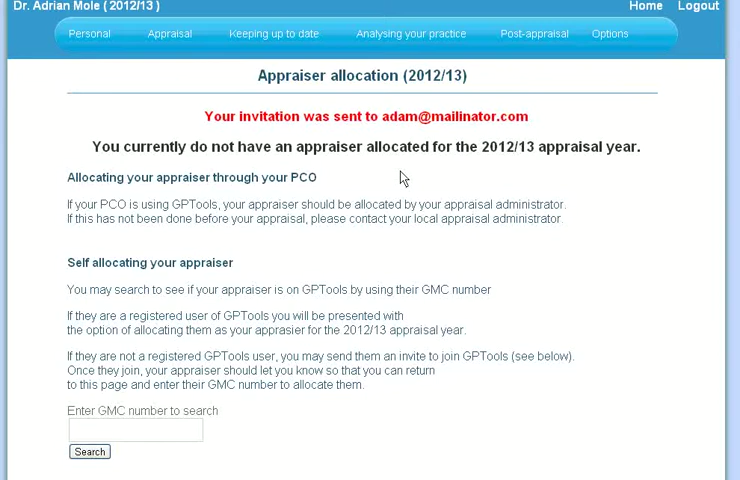 Dr. Adrian Mole (2012/13 )
Home Logout
Personal Appraisal Keeping up to date Analysing your practice Post-appraisal Options
Appraiser allocation (2012/13)
Your invitation was sent to adam@mailinator.com
You currently do not have an appraiser allocated for the 2012/13 appraisal year.
Allocating your appraiser through your PCO
If your PCO is using GPTools, your appraiser should be allocated by your appraisal administrator.
If this has not been done before your appraisal, please contact your local appraisal administrator.
Self allocating your appraiser
You may search to see if your appraiser is on GPTools by using their GMC number
If they are a registered user of GPTools you will be presented with
the option of allocating them as your apprasier for the 2012/13 appraisal year.
If they are not a registered GPTools user, you may send them an invite to join GPTools (see below).
Once they join, your appraiser should let you know so that you can return
to this page and enter their GMC number to allocate them.
Enter GMC number to search
Search